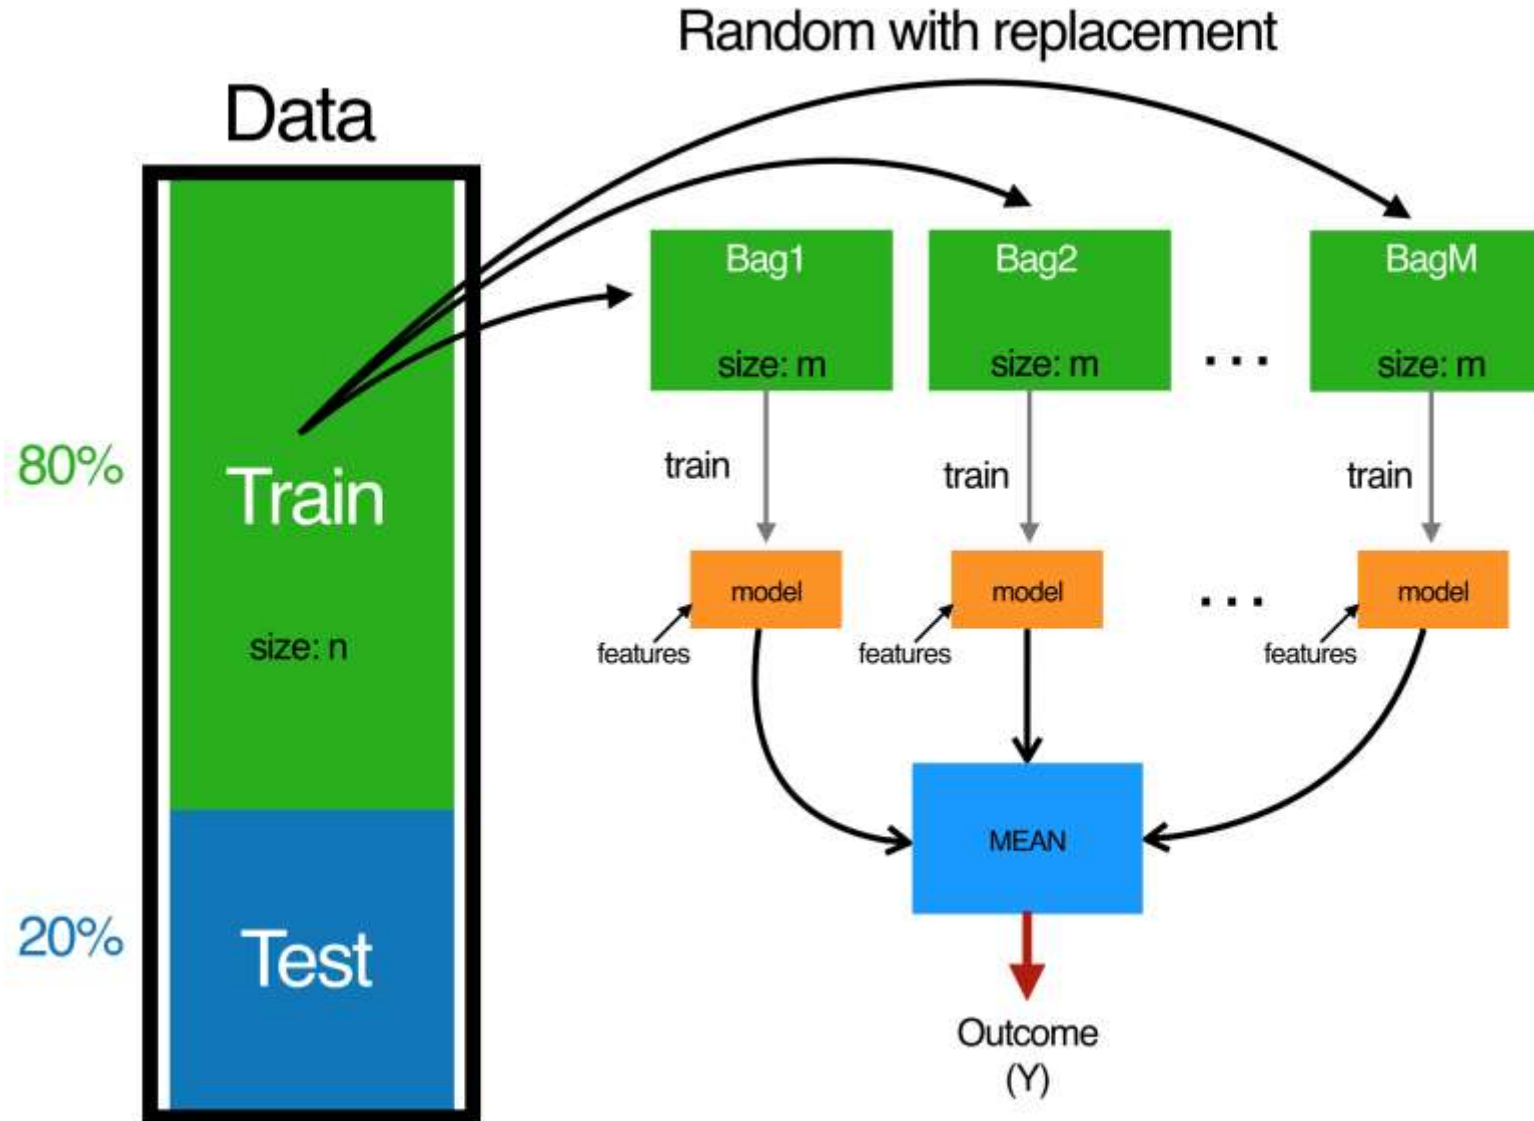 Random with replacement
Data
Bag1
Bag2
BagM
size: m
size: m
...
size: m
80%
Train
train
train
train
model
model
...
model
size: n
features
features
features
MEAN
20%
Test
Outcome
(Y)